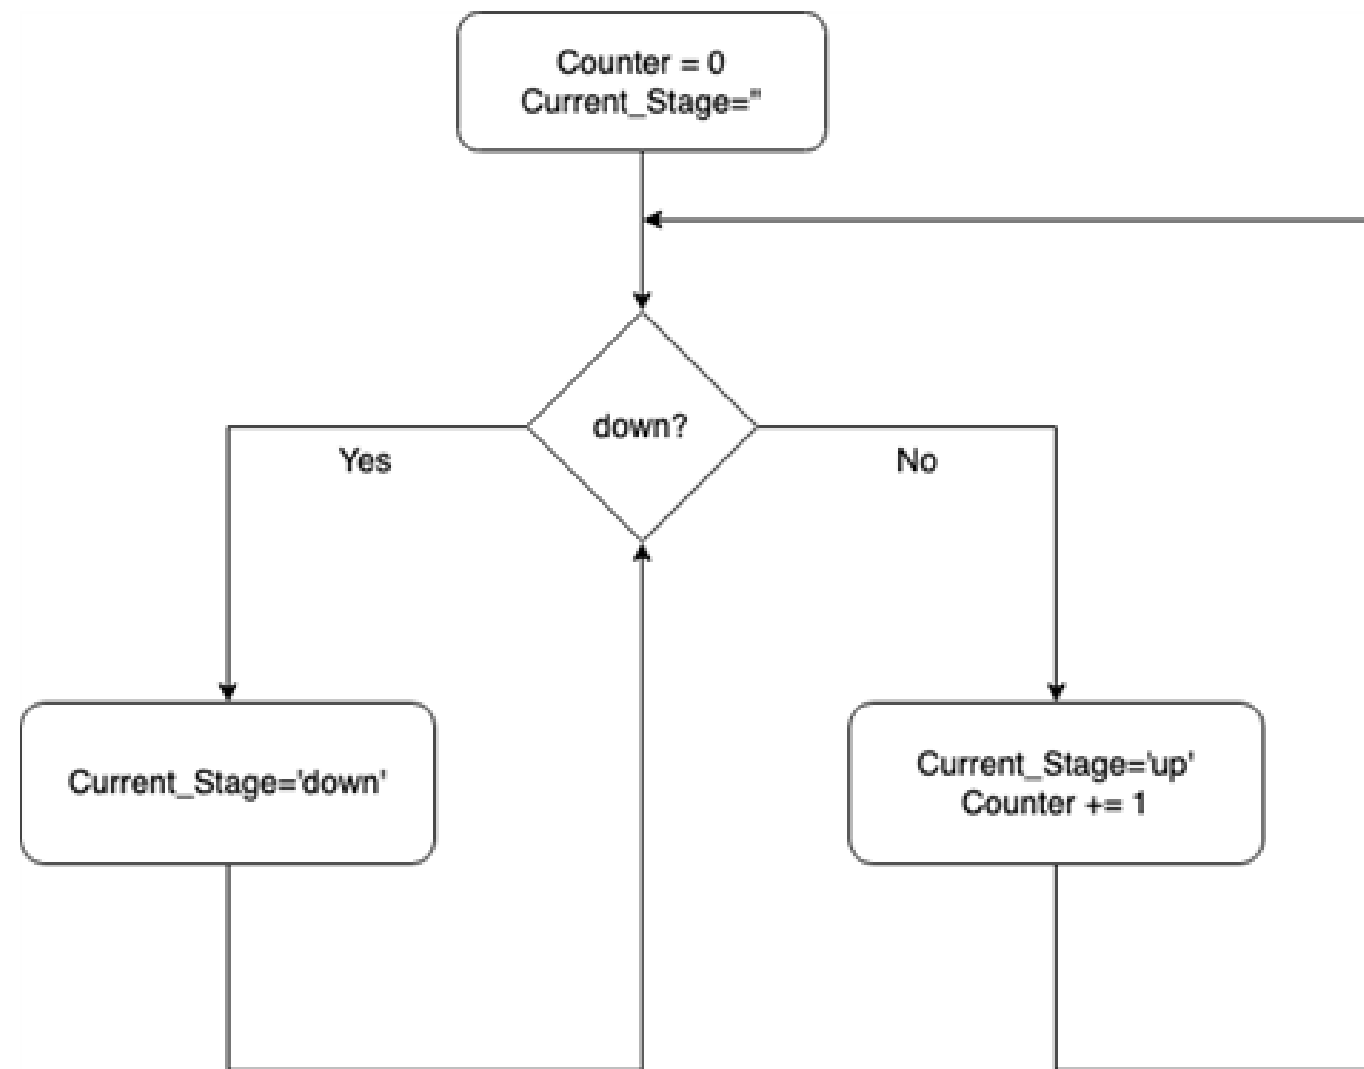 Counter = 0
Current_Stage=''
down?
Yes
No
Current_Stage='down'
Current_Stage='up'
Counter += 1